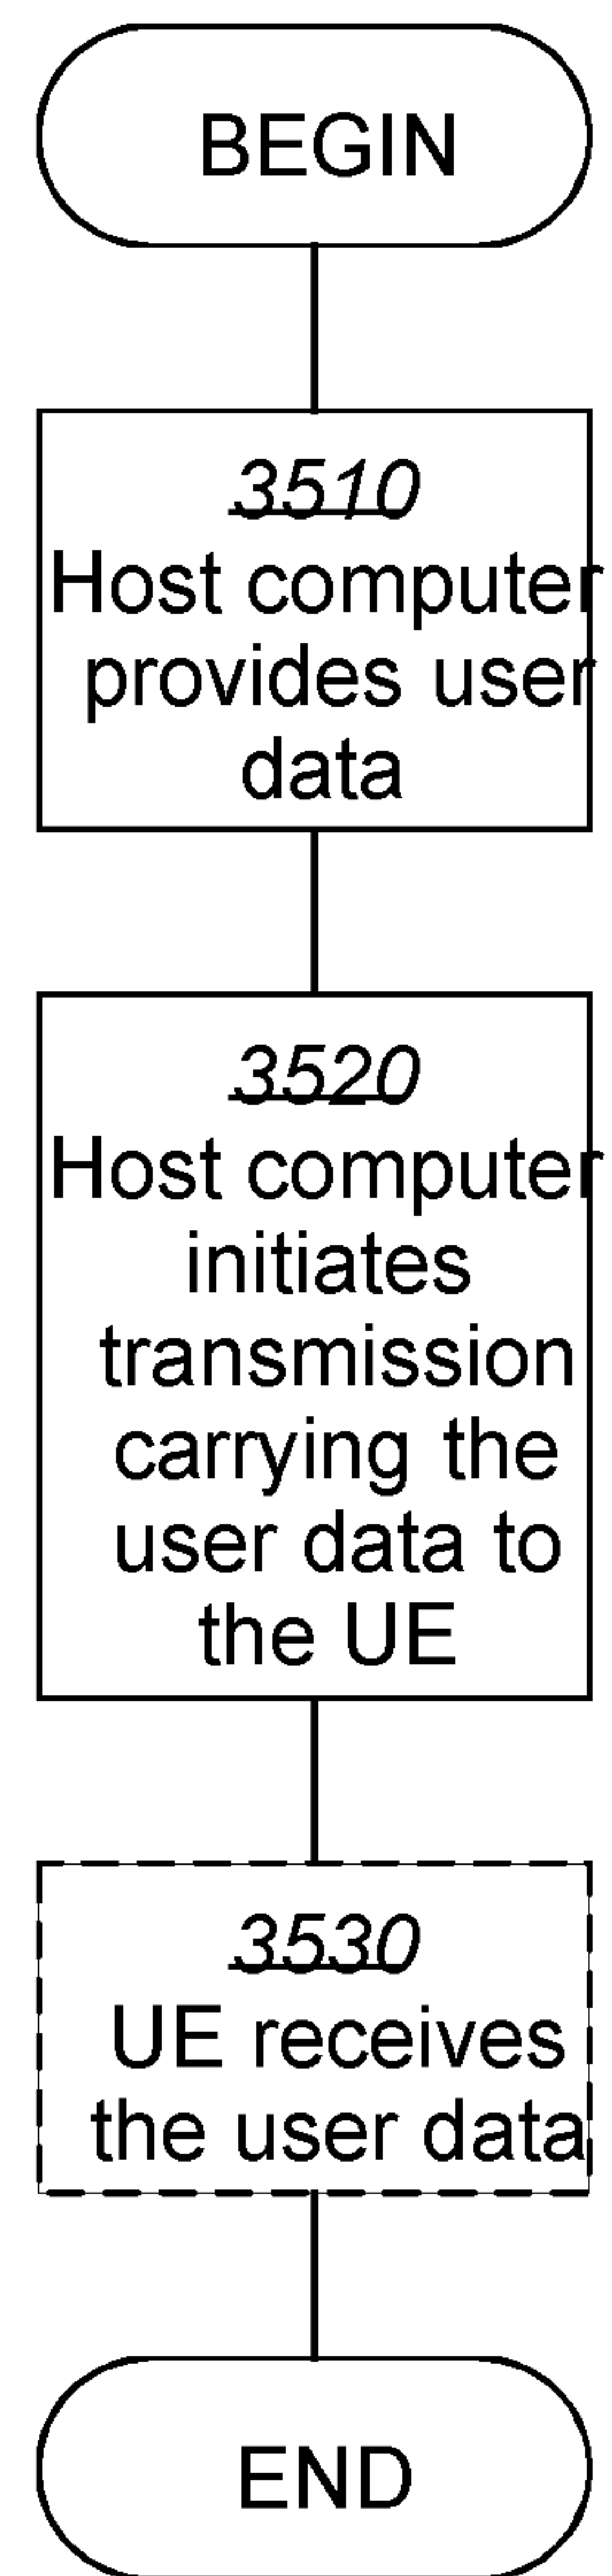 BEGIN
3510
Host computer
provides user
data
3520
Host computer
initiates
transmission
carrying the
user data to
the UE
3530
UE receives
the user data
END